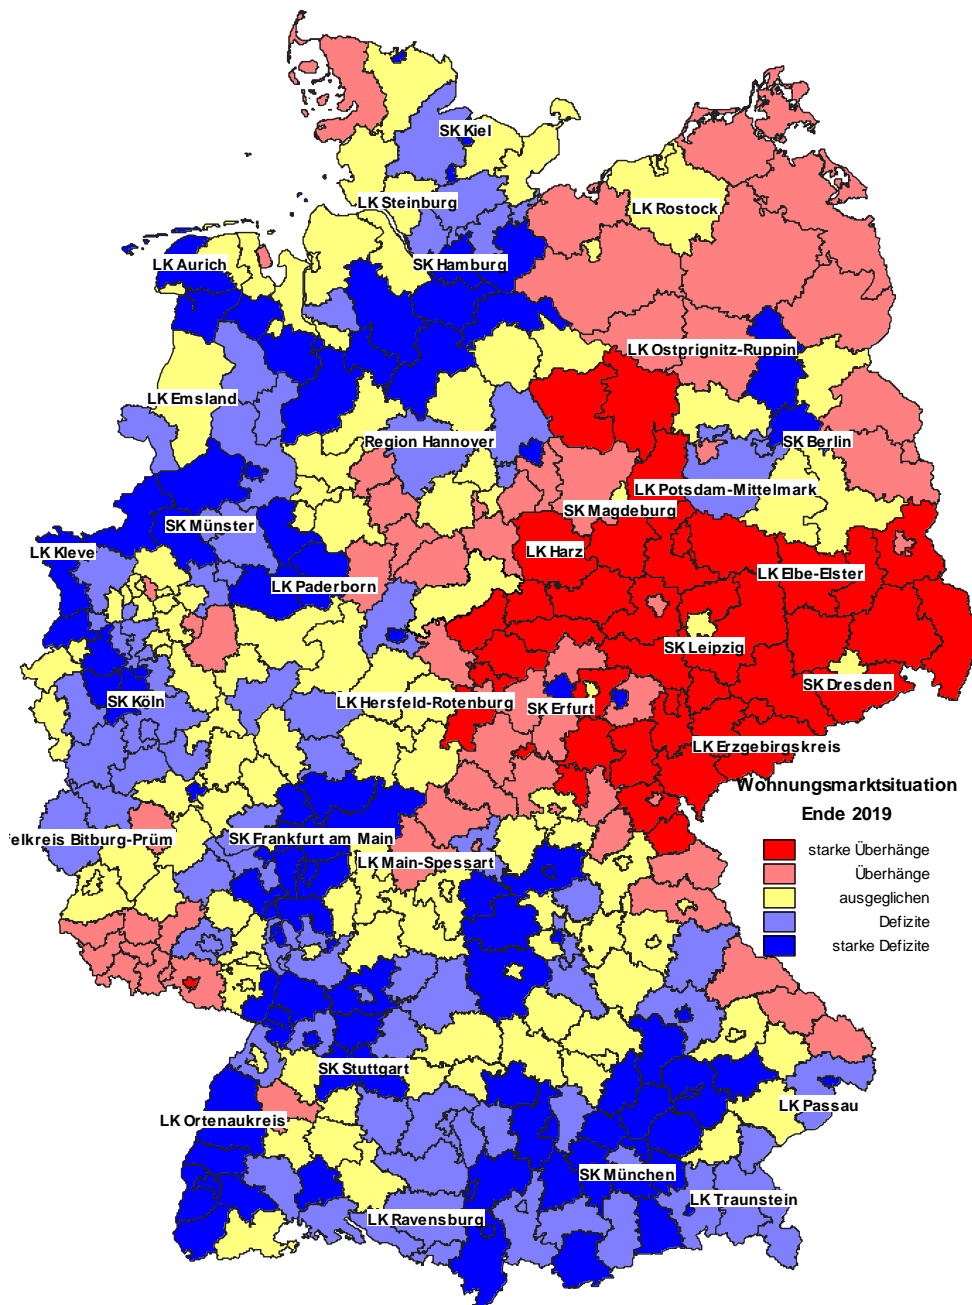 SK Kiel
LK Steinburg
LK Rostock
LK Aurich
SK Hamburg
LK Ostprignitz-Ruppin
LK Emsland
Region Hannover
SK Berlin
LK Potsdam-Mittelmark
SK Magdeburg
SK Münster
LK Kleve
LK Harz
LK Elbe-Elster
LK Paderborn
SK Leipzig
SK Dresden
SK Köln
LK Hersfeld-Rotenburg
SK Erfurt
LK Erzgebirgskreis
Wohnungsmarktsituation
Ende 2019
felkreis Bitburg-Prüm
SK Frankfurt am Main
LK Main-Spessart
starke Überhänge
Überhänge
ausgeglichen
Defizite
starke Defizite
SK Stuttgart
LK Passau
LK Ortenaukreis
SK München
LK Traunstein
LK Ravensburg